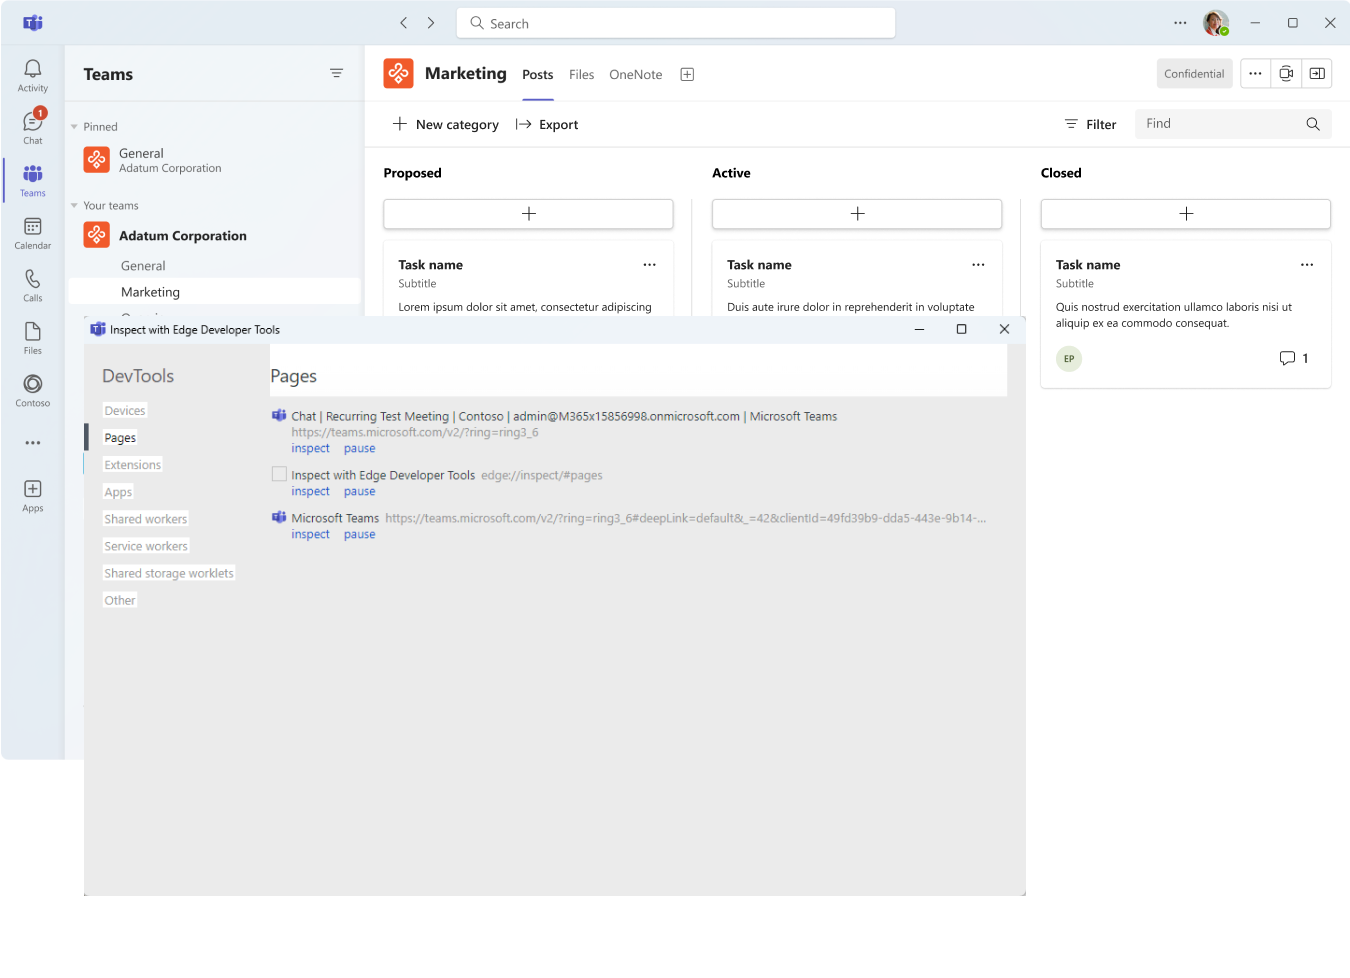 Search
Activity
1
Chat
Teams
Calendar
Calls
Files
Contoso
Apps
Teams
Pinned
General
Adatum Corporation
Your teams
Adatum Corporation
General
Marketing
Marketing
Posts
Files
OneNote
Confidential
New category
Export
Filter
Find
Proposed
Task name
Subtitle
Lorem ipsum dolor sit amet, consectetur adipiscing
Active
Task name
Subtitle
Duis aute irure dolor in reprehenderit in voluptate
Closed
Task name
Subtitle
Quis nostrud exercitation ullamco laboris nisi ut
aliquip ex ea commodo consequat.
EP
1
Inspect with Edge Developer Tools
DevTools
Devices
Pages
Extensions
Apps
Shared workers
Service workers
Shared storage worklets
Other
Pages
Chat | Recurring Test Meeting | Contoso | admin@M365x15856998.onmicrosoft.com | Microsoft Teams
https://teams.microsoft.com/v2/?ring=ring3_6
inspect pause
Inspect with Edge Developer Tools edge://inspect/#pages
inspect pause
Microsoft Teams https://teams.microsoft.com/v2/?ring=ring3_6#deepLink=default&_=42&clientId=49fd39b9-dda5-443e-9b14-...
inspect pause